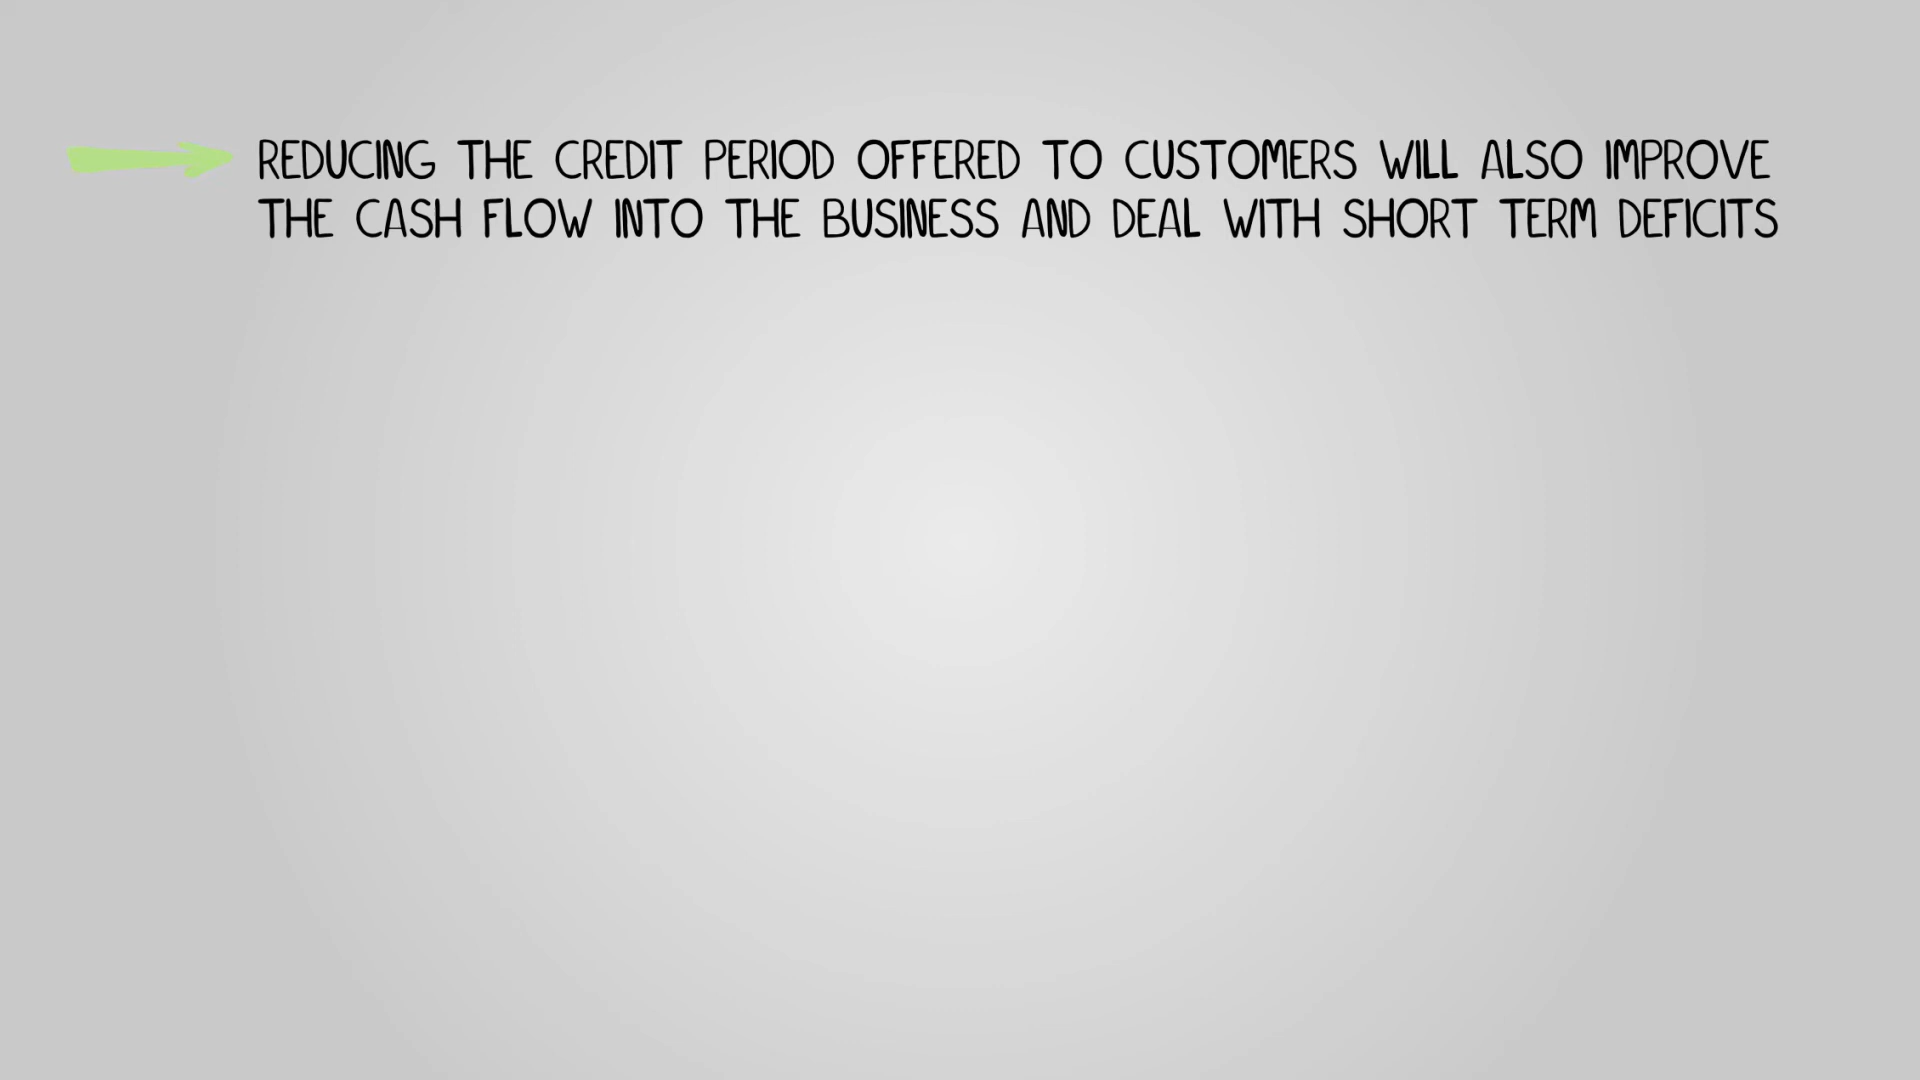 REDUCING THE CREDIT PERIOD OFFERED TO CUSTOMERS WILL ALSO IMPROVE
THE CASH FLOW INTO THE BUSINESS AND DEAL WITH SHORT TERM DEFICITS